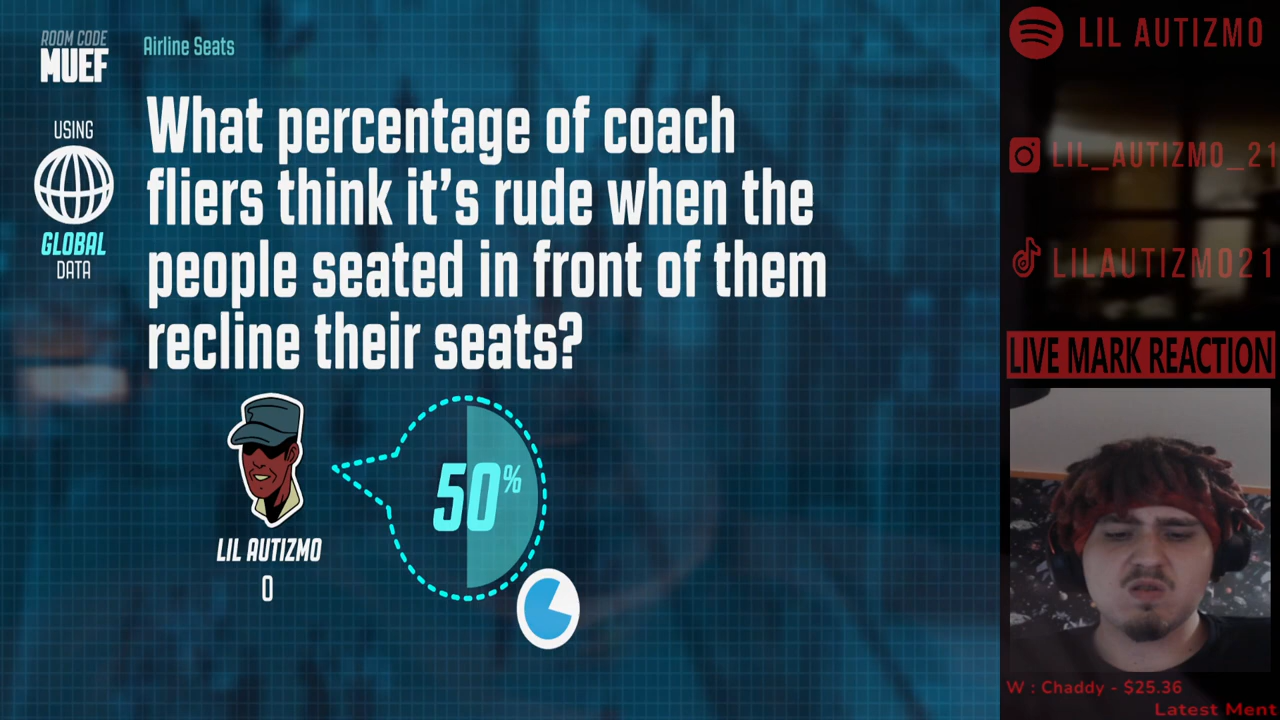 ROOM CODE
MUEF
Airline Seats
USING
GLOBAL
DATA
What percentage of coach
fliers think it's rude when the
people seated in front of them
recline their seats?
50%
LIL AUTIZMO
0
LIL AUTIZMO
LIL_AUTIZMO_21
LILAUTIZMO21
LIVE MARK REACTION
W : Chaddy - $25.36
Latest Ment